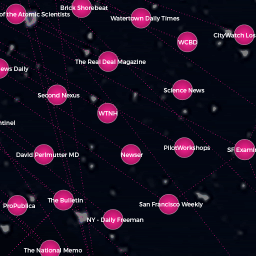 Brick Shorebeat
of the Atomic Scientists
Watertown Daily Times
CityWatch Los
WCBD
The Real Deal Magazine
ews Daily
Science News
Second Nexus
WTNH
ntinel
PilotWorkshops
SF Examin
David Perlmutter MD
Newser
The Bulletin
San Francisco Weekly
ProPublica
NY - Daily Freeman
The National Memo